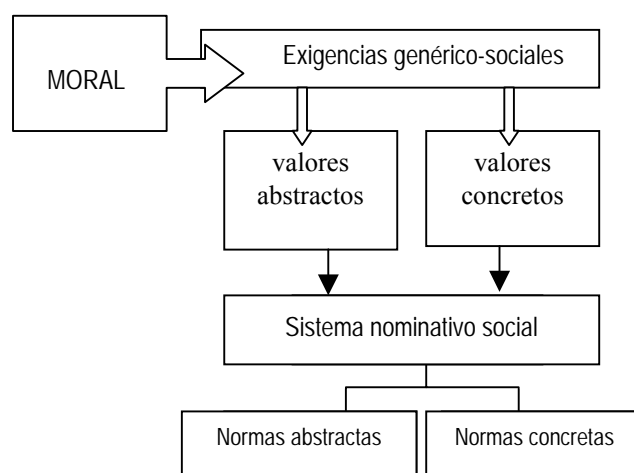 Exigencias genérico-sociales
MORAL
valores
abstractos
valores
concretos
Sistema nominativo social
Normas abstractas
Normas concretas